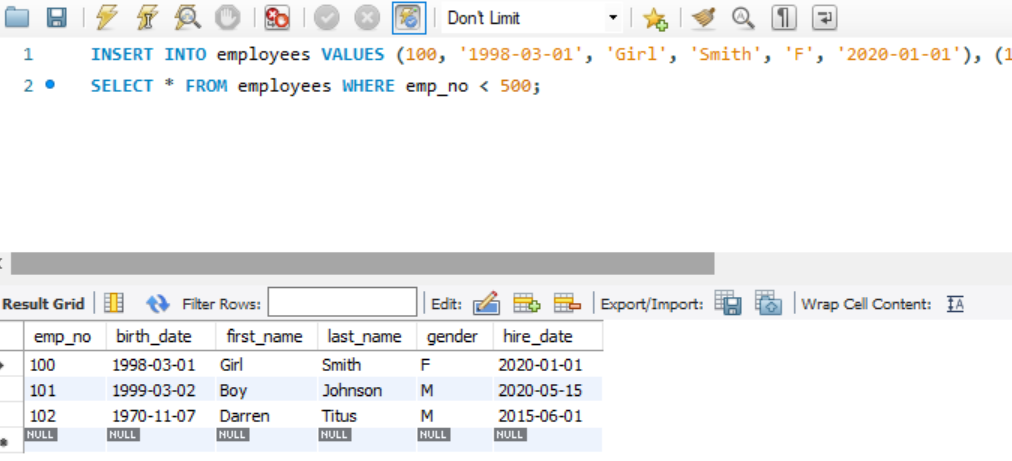 Don't Limit
1 INSERT INTO employees VALUES (100, '1998-03-01', 'Girl', 'Smith', 'F', '2020-01-01'), (1
2 SELECT * FROM employees WHERE emp_no < 500;
Result Grid Filter Rows: Edit: Export/Import: Wrap Cell Content: IA
emp_no birth_date first_name last_name gender hire_date
100 1998-03-01 Girl Smith F 2020-01-01
101 1999-03-02 Boy Johnson M 2020-05-15
102 1970-11-07 Darren Titus M 2015-06-01
NULL NULL NULL NULL NULL NULL